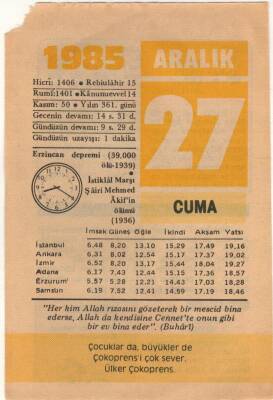 1985
ARALIK
Hicrî: 1406 • Rebiulâhir 15
Rumî:1401 • Kânunuevvel 14
Kasım: 50 • Yılın 361. günü
Gecenin devamı: 14 s. 31 d.
Gündüzün devamı: 9 s. 29 d.
Gündüzün uzayışı: 1 dakika
27
Erzincan depremi (39.000
ölü-1939)
•
İstiklâl Marşı
Şâiri Mehmed
Âkif'in
ölümü
(1936)
CUMA
İmsak Güneş Öğle İkindi Akşam Yatsı
İstanbul 6.48 8.20 13.10 15.29 17.49 19,16
Ankara 6.31 8.02 12.54 15.17 17.37 19.02
İzmir 6.52 8.20 13.17 15.44 18.04 19.27
Adana 6.17 7.43 12.44 15.15 17.36 18.57
Erzurum 5.57 5.28 12.21 14.43 17.03 18.28
Samsun 6.19 7.52 12.41 14.59 17.19 18.46
"Her kim Allah rızasını gözeterek bir mescid bina
ederse, Allah da kendisine Cennet'te onun gibi
bir ev bina eder". (Buhârî)
Çocuklar da, büyükler de
Çokoprens'i çok sever.
Ülker Çokoprens.